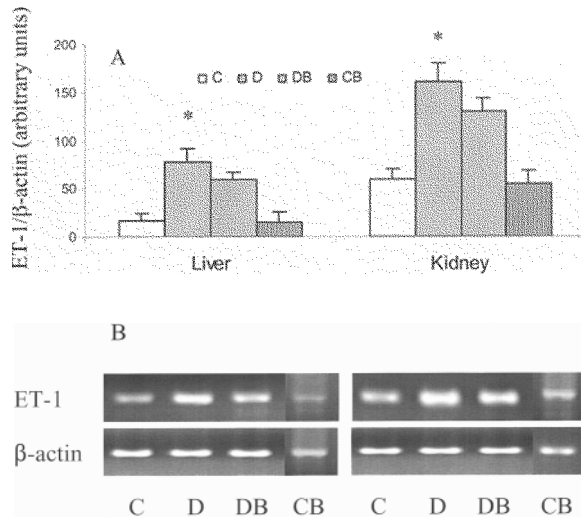 A
*
*
200
150
100
50
0
ET-1/β-actin (arbitrary units)
C D DB CB
Liver Kidney
B
ET-1
β-actin
C D DB CB C D DB CB